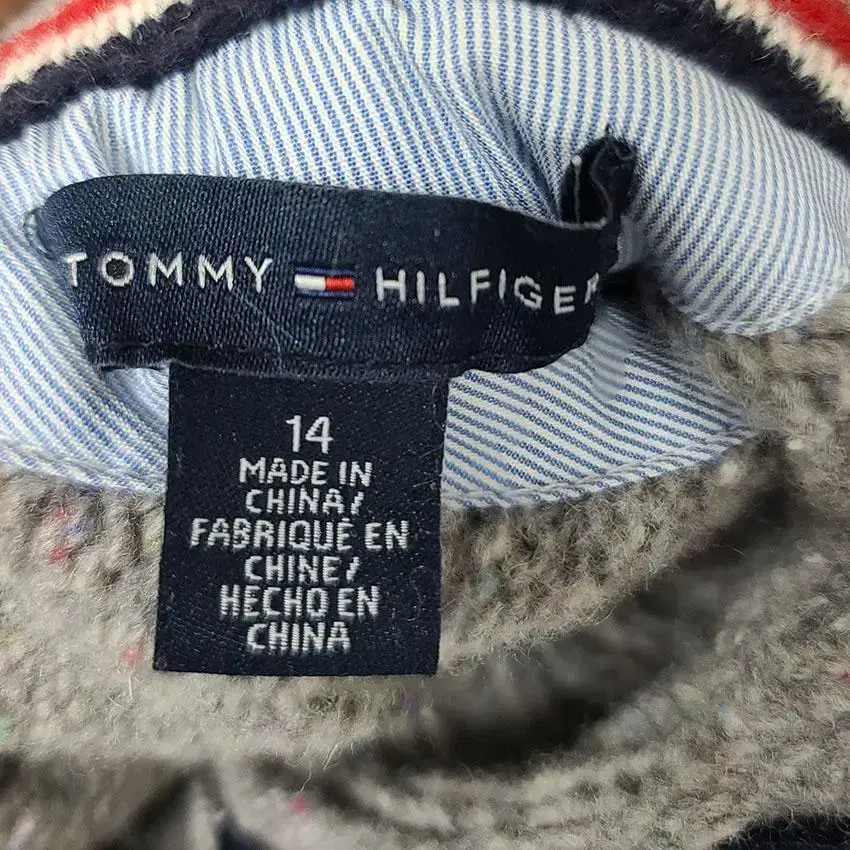 TOMMY HILFIGER
14
MADE IN
CHINA/
FABRIQUÉ EN
CHINE/
HECHO EN
CHINA